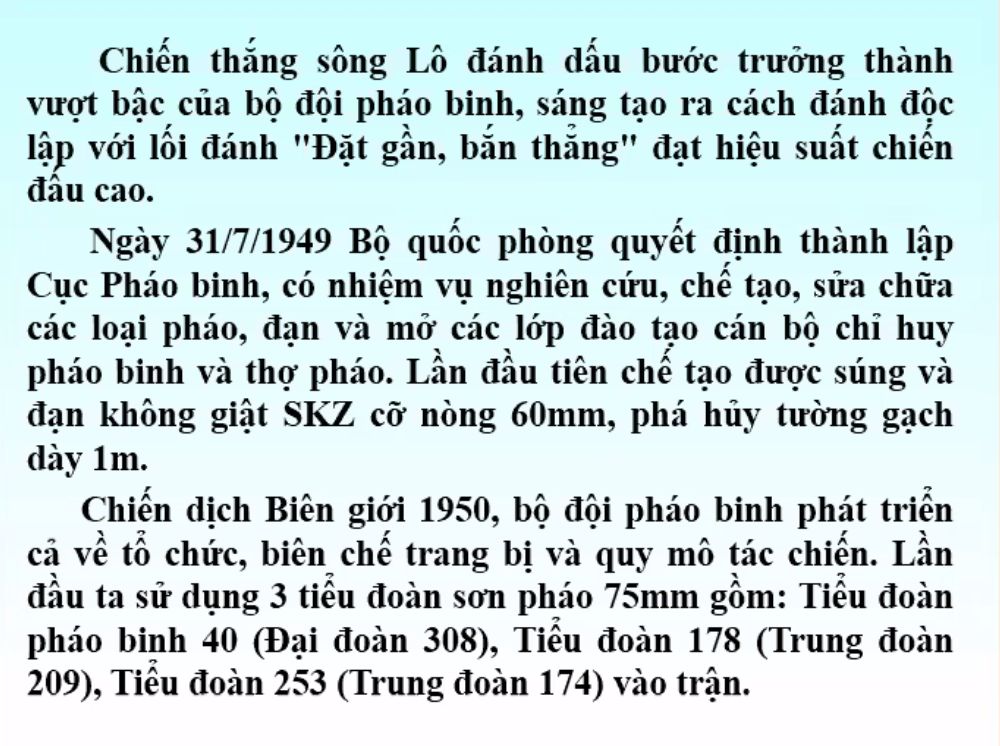 Chiến thắng sông Lô đánh dấu bước trưởng thành
vượt bậc của bộ đội pháo binh, sáng tạo ra cách đánh độc
lập với lối đánh "Đặt gần, bắn thẳng" đạt hiệu suất chiến
đấu cao.
Ngày 31/7/1949 Bộ quốc phòng quyết định thành lập
Cục Pháo binh, có nhiệm vụ nghiên cứu, chế tạo, sửa chữa
các loại pháo, đạn và mở các lớp đào tạo cán bộ chỉ huy
pháo binh và thợ pháo. Lần đầu tiên chế tạo được súng và
đạn không giật SKZ cỡ nòng 60mm, phá hủy tường gạch
dày 1m.
Chiến dịch Biên giới 1950, bộ đội pháo binh phát triển
cả về tổ chức, biên chế trang bị và quy mô tác chiến. Lần
đầu ta sử dụng 3 tiểu đoàn sơn pháo 75mm gồm: Tiểu đoàn
pháo binh 40 (Đại đoàn 308), Tiểu đoàn 178 (Trung đoàn
209), Tiểu đoàn 253 (Trung đoàn 174) vào trận.